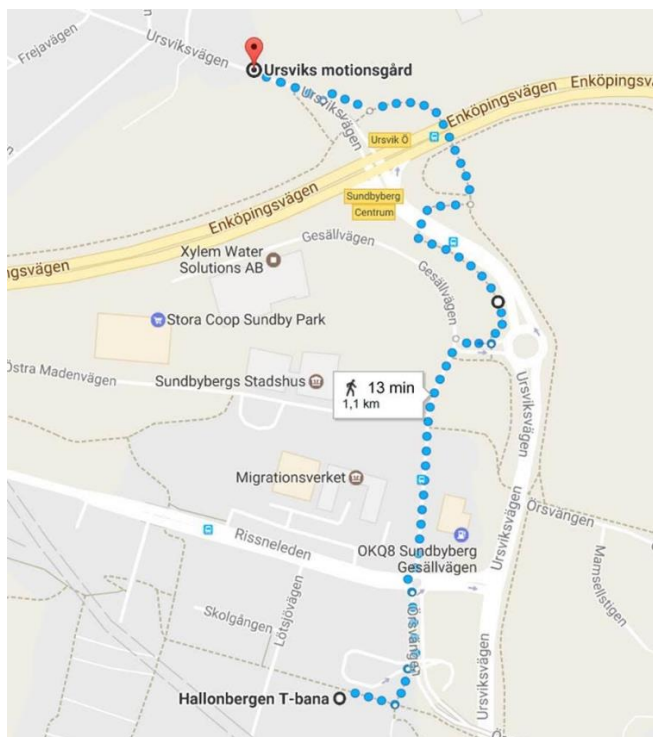 Frejavägen
Ursviksvägen
Ursviks motionsgård
Ursviksvägen
Enköpingsvägen
Enköpingsvägen
Ursvik Ö
Sundbyberg
Centrum
Enköpingsvägen
ngsvägen
Gesällvägen
Xylem Water
Solutions AB
Gesällvägen
Stora Coop Sundby Park
Östra Madenvägen
Sundbybergs Stadshus
13 min
1,1 km
Ursviksvägen
Migrationsverket
Ursviksvägen
Örsvängen
Rissneleden
OKQ8 Sundbyberg
Gesällvägen
Mamsellstigen
Skolgången
Lötsjövägen
Örsvängen
Ursviksvägen
Hallonbergen T-bana